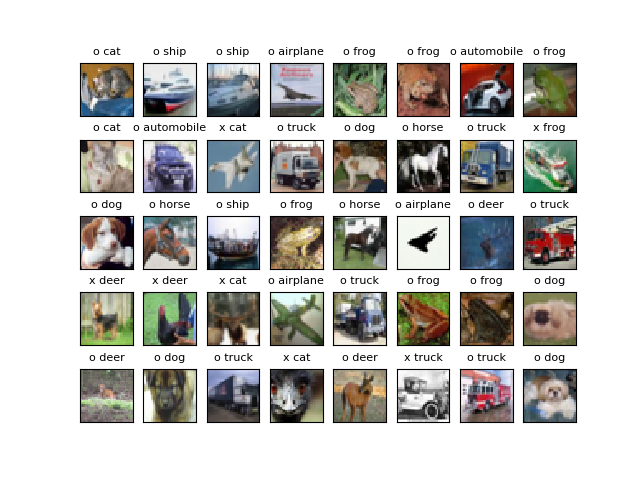 o cat o ship o ship o airplane o frog o frog o automobile o frog
o cat o automobile x cat o truck o dog o horse o truck x frog
o dog o horse o ship o frog o horse o airplane o deer o truck
x deer x deer x cat o airplane o truck o frog o frog o dog
o deer o dog o truck x cat o deer x truck o truck o dog